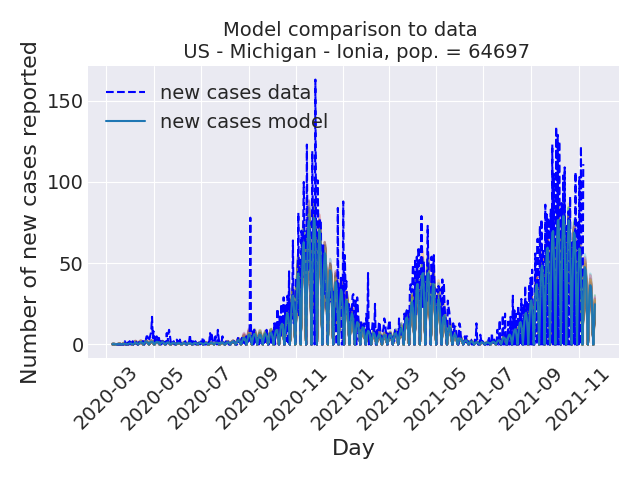 Model comparison to data
US - Michigan - Ionia, pop. = 64697
Number of new cases reported
150
100
50
0
new cases data
new cases model
2020-03
2020-05
2020-07
2020-09
2020-11
2021-01
2021-03
2021-05
2021-07
2021-09
2021-11
Day